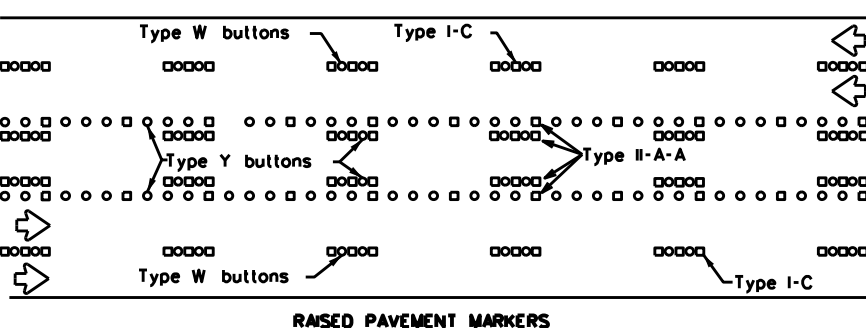 Type W buttons
Type I-C
Type Y buttons
Type II-A-A
Type W buttons
Type I-C
RAISED PAVEMENT MARKERS